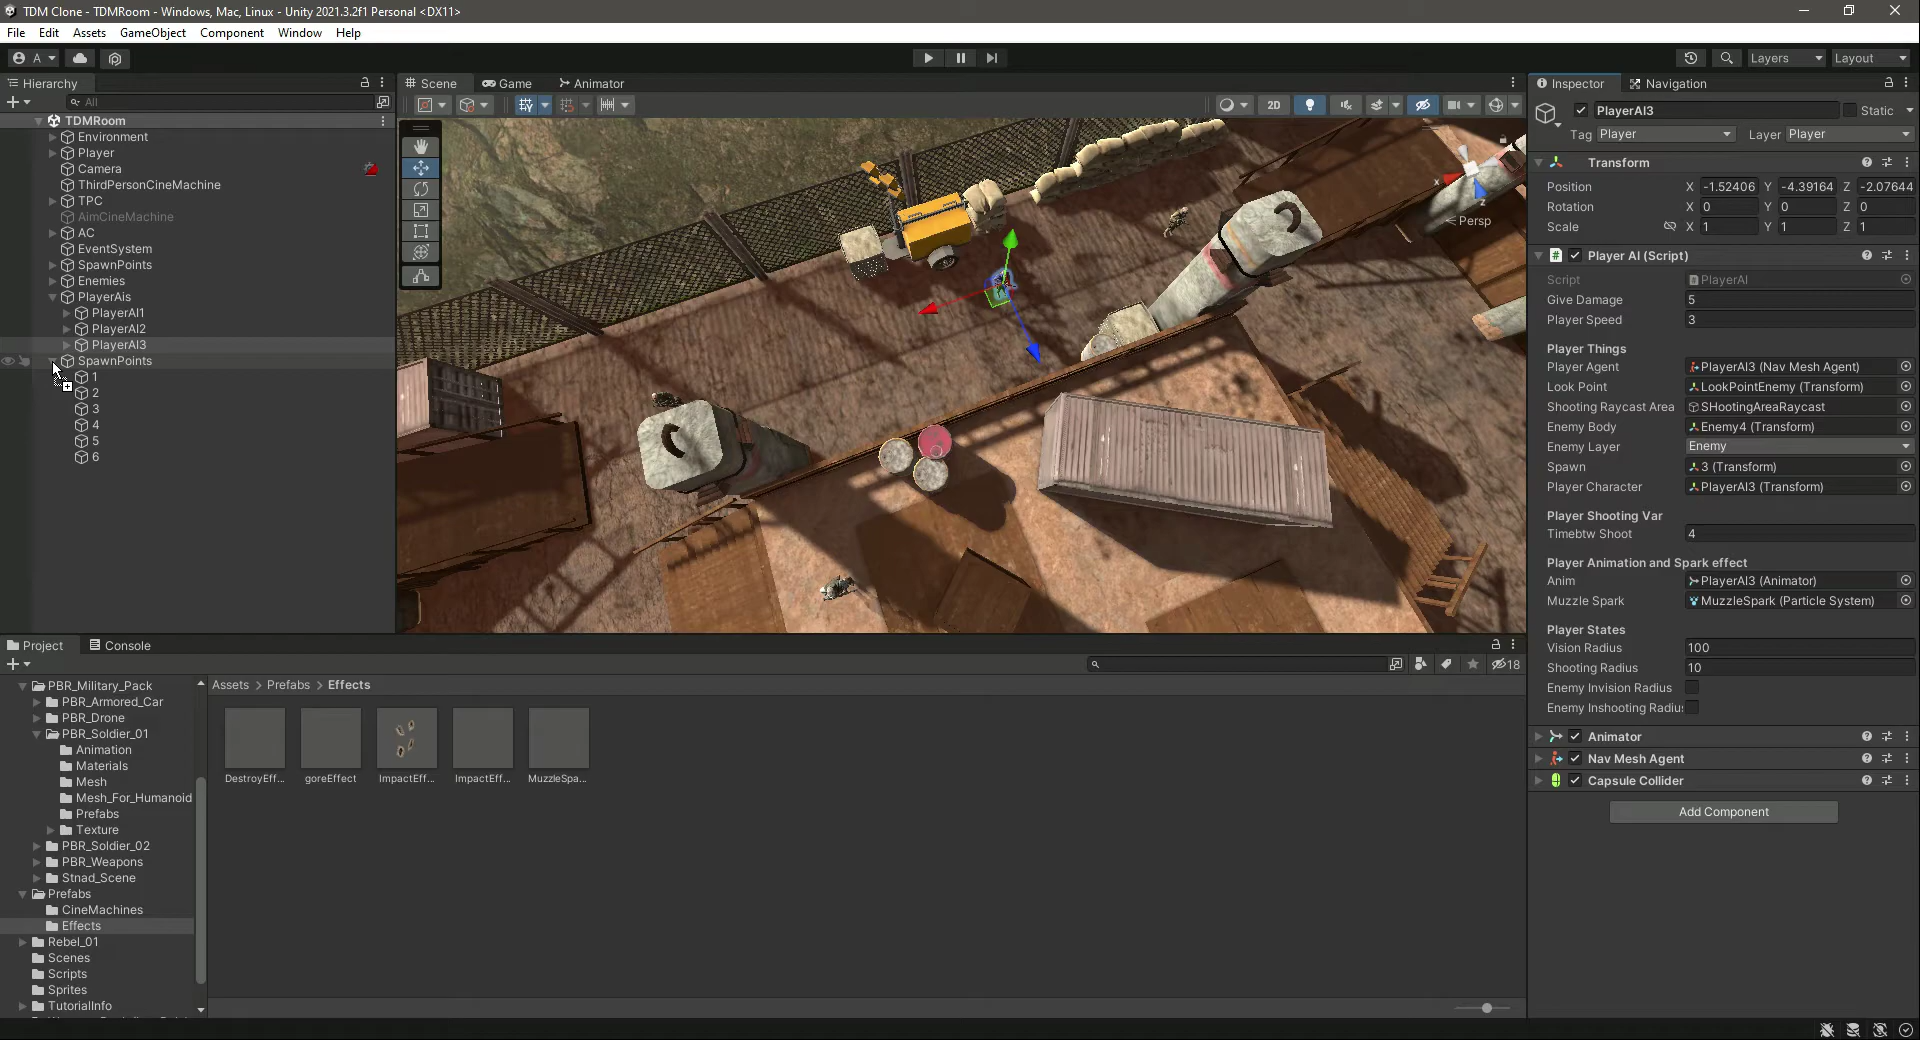 TDM Clone - TDMRoom - Windows, Mac, Linux - Unity 2021.3.2f1 Personal <DX11>
File Edit Assets GameObject Component Window Help
A Layers Layout
Hierarchy
All
TDMRoom
Environment
Player
Camera
ThirdPersonCineMachine
TPC
AimCineMachine
AC
EventSystem
SpawnPoints
Enemies
PlayerAis
PlayerAI1
PlayerAI2
PlayerAI3
SpawnPoints
1
2
3
4
5
6
Scene Game Animator
2D
x
z
< Persp
Inspector Navigation
PlayerAI3 Static
Tag Player Layer Player
Transform
Position X -1.52406 Y -4.39164 Z -2.07644
Rotation X 0 Y 0 Z 0
Scale X 1 Y 1 Z 1
# Player AI (Script)
Script PlayerAI
Give Damage 5
Player Speed 3
Player Things
Player Agent PlayerAI3 (Nav Mesh Agent)
Look Point LookPointEnemy (Transform)
Shooting Raycast Area SHootingAreaRaycast
Enemy Body Enemy4 (Transform)
Enemy Layer Enemy
Spawn 3 (Transform)
Player Character PlayerAI3 (Transform)
Player Shooting Var
Timebtw Shoot 4
Player Animation and Spark effect
Anim PlayerAI3 (Animator)
Muzzle Spark MuzzleSpark (Particle System)
Player States
Vision Radius 100
Shooting Radius 10
Enemy Invision Radius
Enemy Inshooting Radiu
Animator
Nav Mesh Agent
Capsule Collider
Add Component
Project Console
18
PBR_Military_Pack
PBR_Armored_Car
PBR_Drone
PBR_Soldier_01
Animation
Materials
Mesh
Mesh_For_Humanoid
Prefabs
Texture
PBR_Soldier_02
PBR_Weapons
Stnad_Scene
Prefabs
CineMachines
Effects
Rebel_01
Scenes
Scripts
Sprites
TutorialInfo
Assets > Prefabs > Effects
DestroyEff... goreEffect ImpactEff... ImpactEff... MuzzleSpa...